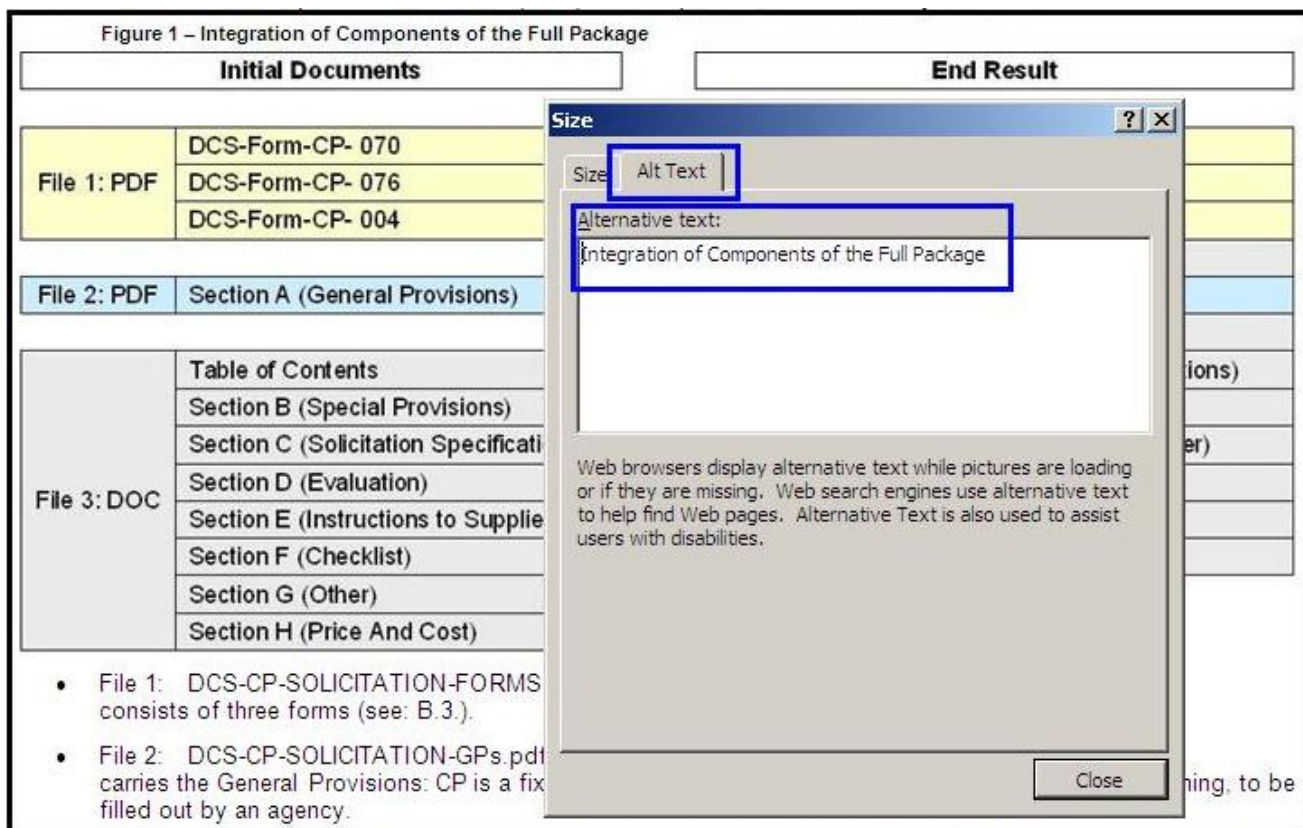 Figure 1 – Integration of Components of the Full Package
Initial Documents
End Result
File 1: PDF
DCS-Form-CP- 070
DCS-Form-CP- 076
DCS-Form-CP- 004
File 2: PDF
Section A (General Provisions)
File 3: DOC
Table of Contents
Section B (Special Provisions)
Section C (Solicitation Specificati
Section D (Evaluation)
Section E (Instructions to Supplie
Section F (Checklist)
Section G (Other)
Section H (Price And Cost)
ions)
er)
Size
Size
Alt Text
Alternative text:
Integration of Components of the Full Package
Web browsers display alternative text while pictures are loading
or if they are missing. Web search engines use alternative text
to help find Web pages. Alternative Text is also used to assist
users with disabilities.
Close
• File 1: DCS-CP-SOLICITATION-FORMS
consists of three forms (see: B.3.).
• File 2: DCS-CP-SOLICITATION-GPs.pdf
carries the General Provisions: CP is a fix ning, to be
filled out by an agency.